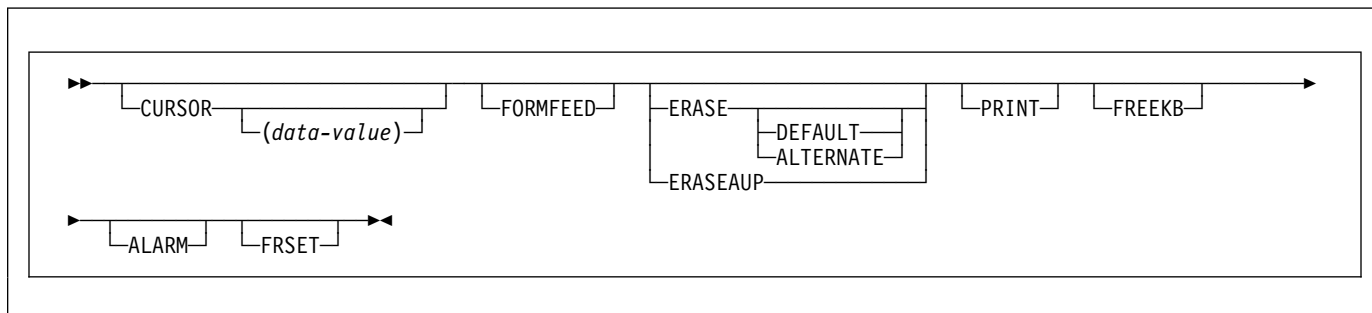 CURSOR FORMFEED ERASE PRINT FREEKB
(data-value) DEFAULT
ALTERNATE
ERASEAUP
ALARM FRSET